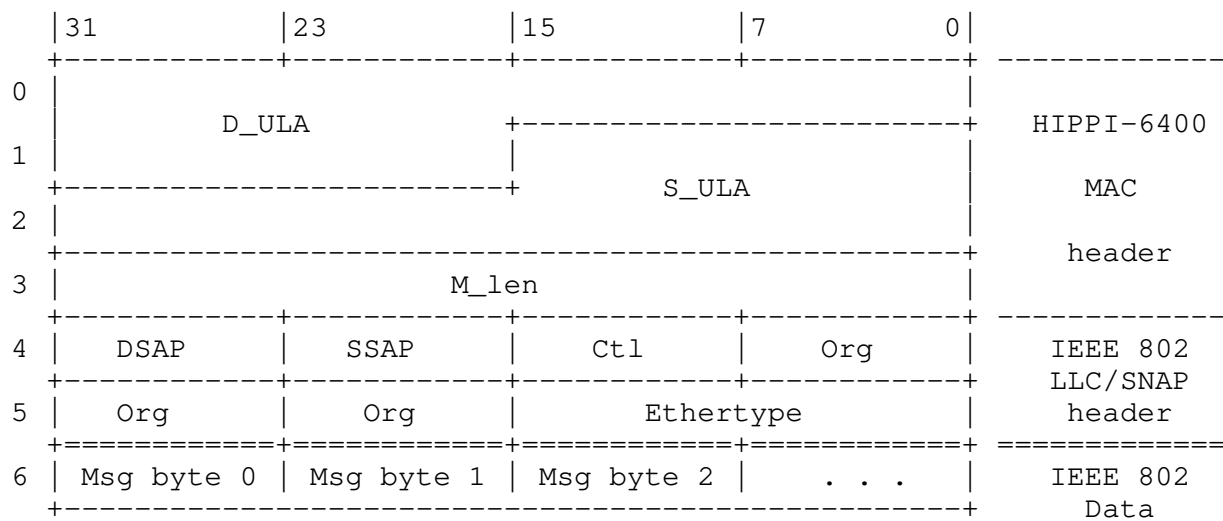 |31 |23 |15 |7 0|
0
D_ULA HIPPI-6400
1
S_ULA MAC
2
header
3 M_len
4 DSAP SSAP Ctl Org IEEE 802
LLC/SNAP
5 Org Org Ethertype header
6 Msg byte 0 Msg byte 1 Msg byte 2 . . . IEEE 802
Data